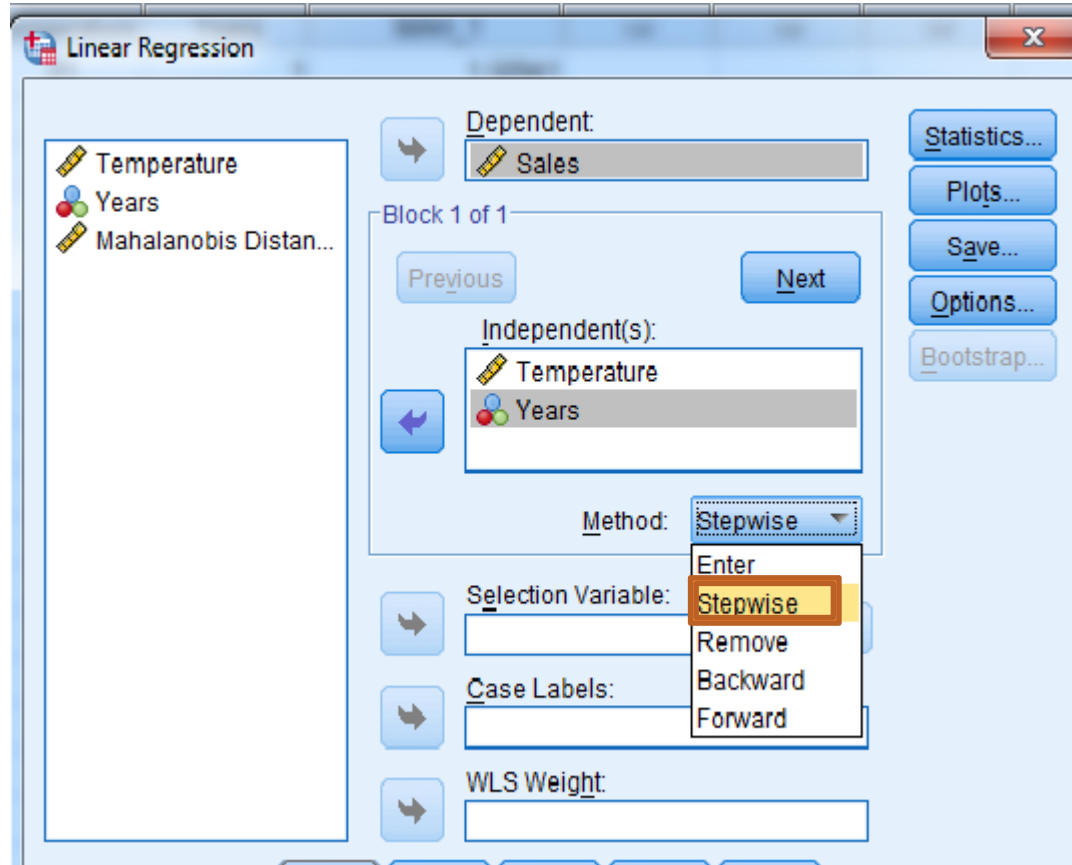 Linear Regression
Temperature
Years
Mahalanobis Distan...
Dependent:
Sales
Block 1 of 1
Previous
Next
Independent(s):
Temperature
Years
Method:
Stepwise
Enter
Stepwise
Remove
Backward
Forward
Selection Variable:
Case Labels:
WLS Weight:
Statistics...
Plots...
Save...
Options...
Bootstrap...